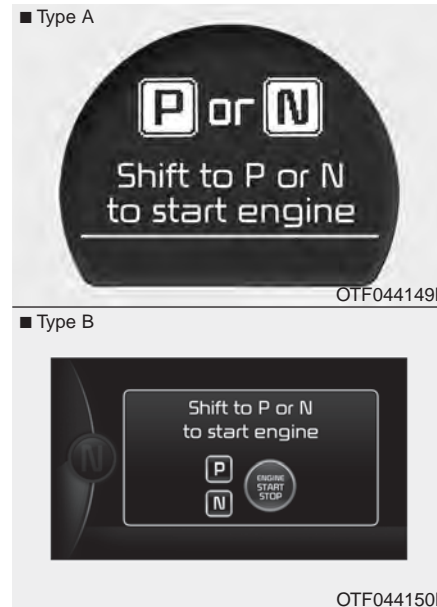 ■ Type A
P or N
Shift to P or N
to start engine
OTF044149
■ Type B
Shift to P or N
to start engine
N
P
ENGINE
START
STOP
N
OTF044150